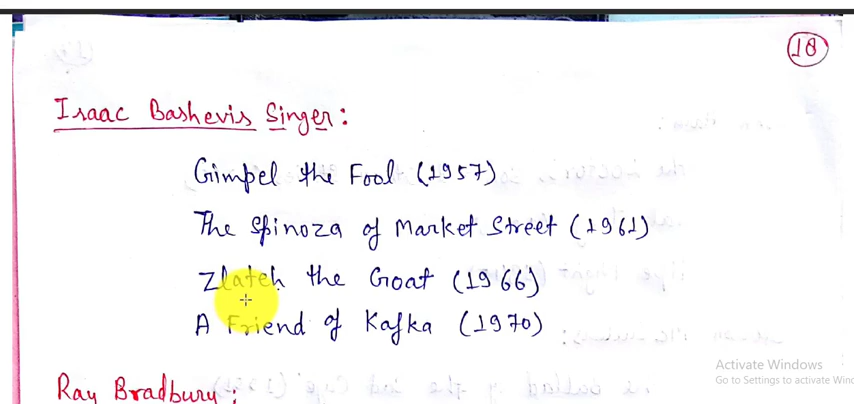 18
Isaac Bashevis Singer:
Gimpel the Fool (1957)
The Spinoza of Market Street (1961)
Zlateh the Goat (1966)
A Friend of Kafka (1970)
Ray Bradbury:
Activate Windows
Go to Settings to activate Wind